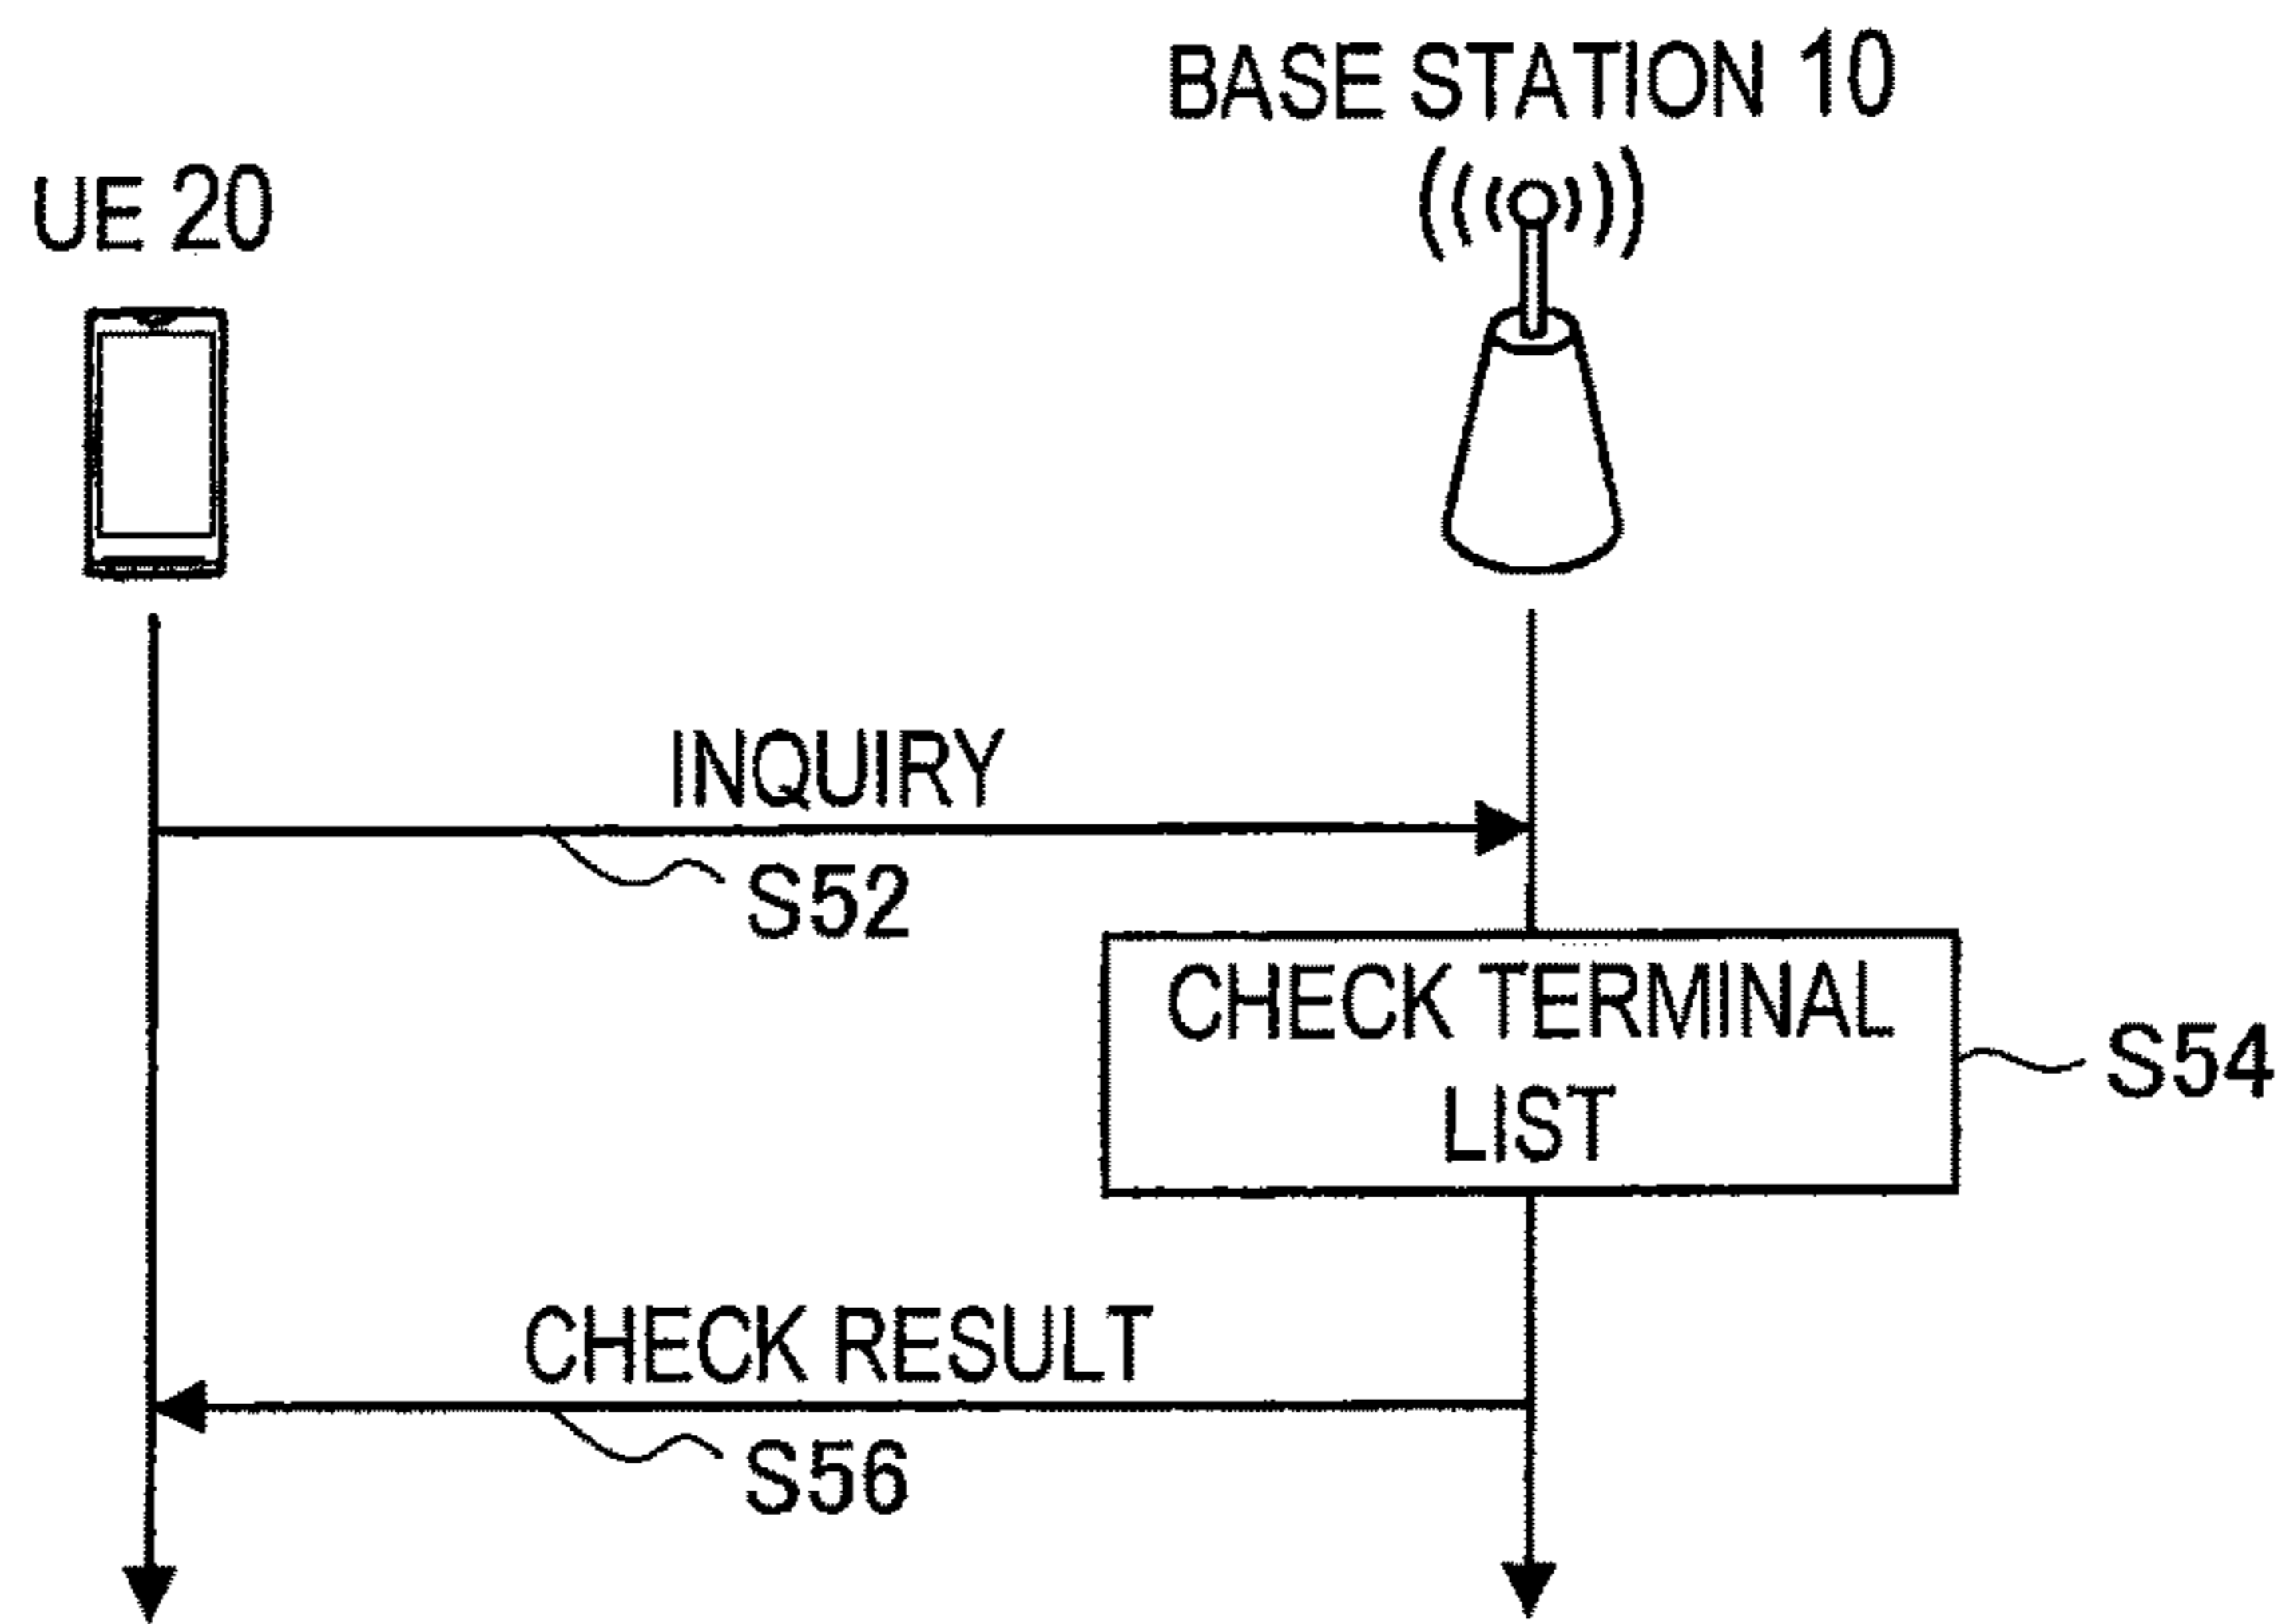 BASE STATION 10
UE 20
INQUIRY
S52
CHECK TERMINAL
LIST
S54
CHECK RESULT
S56